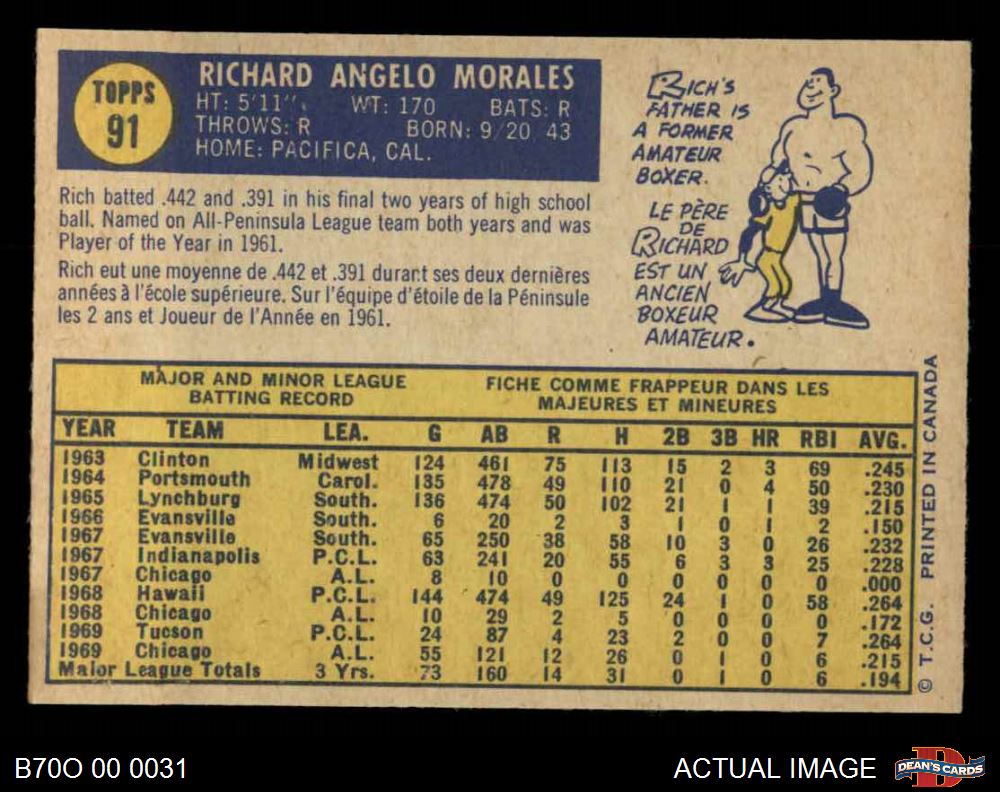 TOPPS
91
RICHARD ANGELO MORALES
HT: 5'11" WT: 170 BATS: R
THROWS: R BORN: 9/20 43
HOME: PACIFICA, CAL.
Rich batted .442 and .391 in his final two years of high school
ball. Named on All-Peninsula League team both years and was
Player of the Year in 1961.
Rich eut une moyenne de .442 et .391 durant ses deux dernières
années à l'école supérieure. Sur l'équipe d'étoile de la Péninsule
les 2 ans et Joueur de l'Année en 1961.
RICH'S
FATHER IS
A FORMER
AMATEUR
BOXER.
LE PÈRE
DE
RICHARD
EST UN
ANCIEN
BOXEUR
AMATEUR.
MAJOR AND MINOR LEAGUE
BATTING RECORD
FICHE COMME FRAPPEUR DANS LES
MAJEURES ET MINEURES
YEAR TEAM LEA. G AB R H 2B 3B HR RBI AVG.
1963 Clinton Midwest 124 461 75 113 15 2 3 69 .245
1964 Portsmouth Carol. 135 478 49 110 21 0 4 50 .230
1965 Lynchburg South. 136 474 50 102 21 1 1 39 .215
1966 Evansville South. 6 20 2 3 1 0 1 2 .150
1967 Evansville South. 65 250 38 58 10 3 0 26 .232
1967 Indianapolis P.C.L. 63 241 20 55 6 3 3 25 .228
1967 Chicago A.L. 8 10 0 0 0 0 0 0 .000
1968 Hawaii P.C.L. 144 474 49 125 24 1 0 58 .264
1968 Chicago A.L. 10 29 2 5 0 0 0 0 .172
1969 Tucson P.C.L. 24 87 4 23 2 0 0 7 .264
1969 Chicago A.L. 55 121 12 26 0 1 0 6 .215
Major League Totals 3 Yrs. 73 160 14 31 0 1 0 6 .194
© T.C.G. PRINTED IN CANADA
B70O 00 0031
ACTUAL IMAGE
D
DEAN'S CARDS